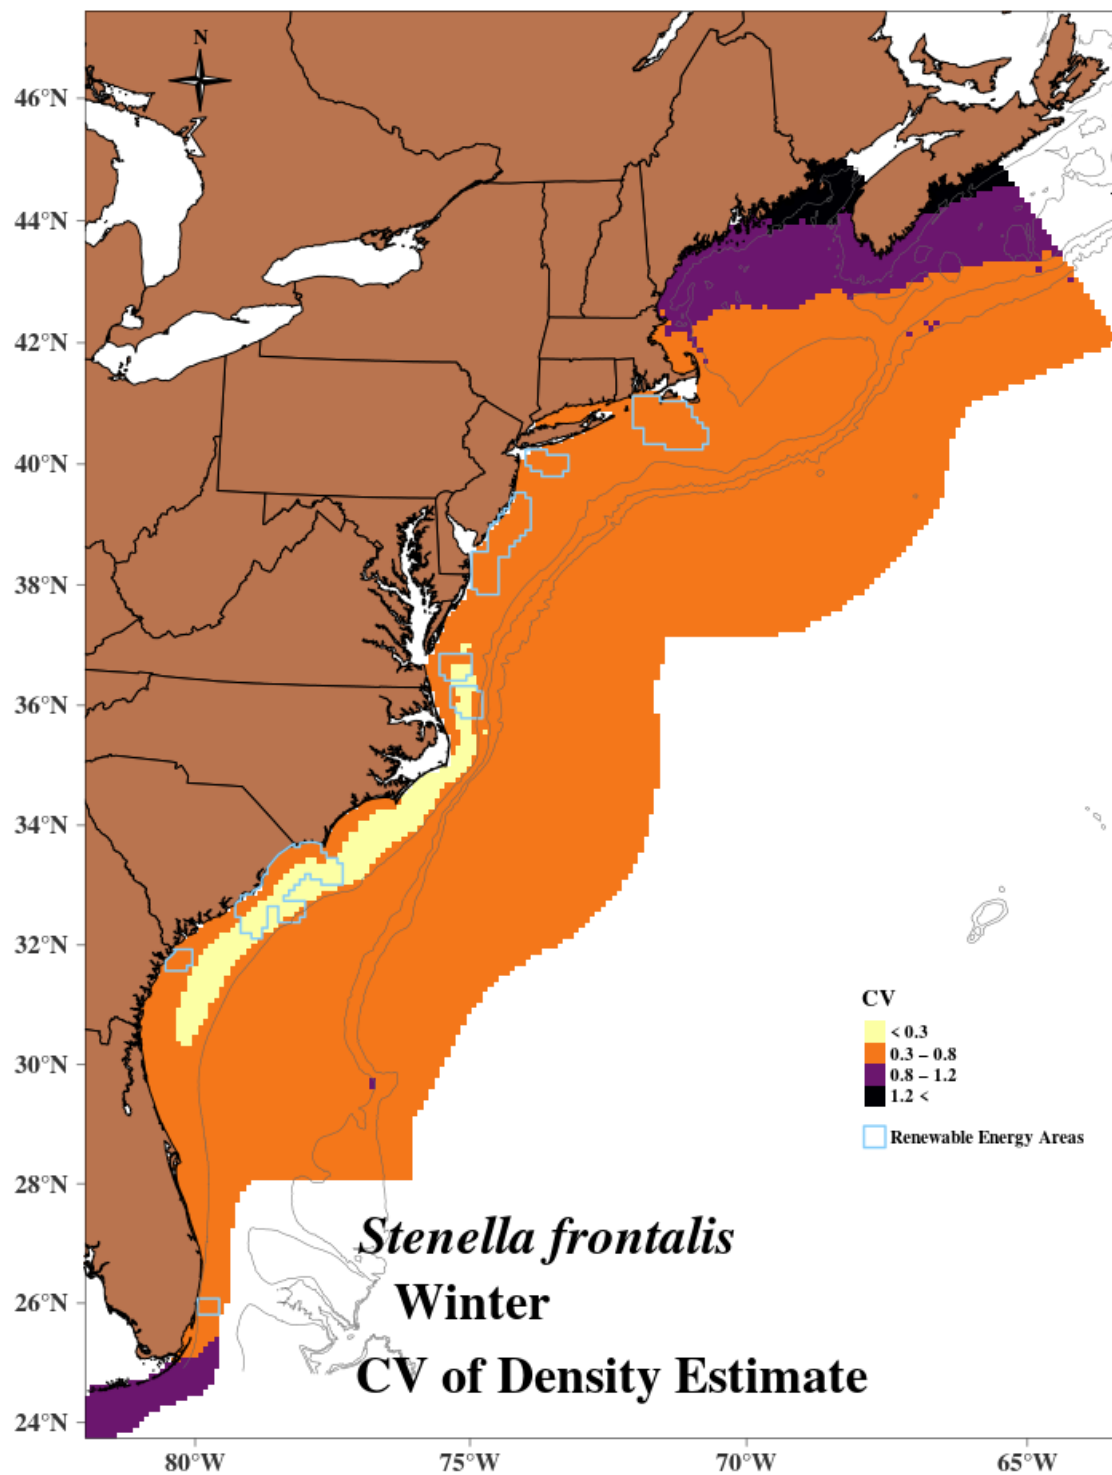 N
46°N
44°N
42°N
40°N
38°N
36°N
34°N
32°N
30°N
28°N
26°N
24°N
CV
< 0.3
0.3 – 0.8
0.8 – 1.2
1.2 <
Renewable Energy Areas
Stenella frontalis
Winter
CV of Density Estimate
80°W 75°W 70°W 65°W